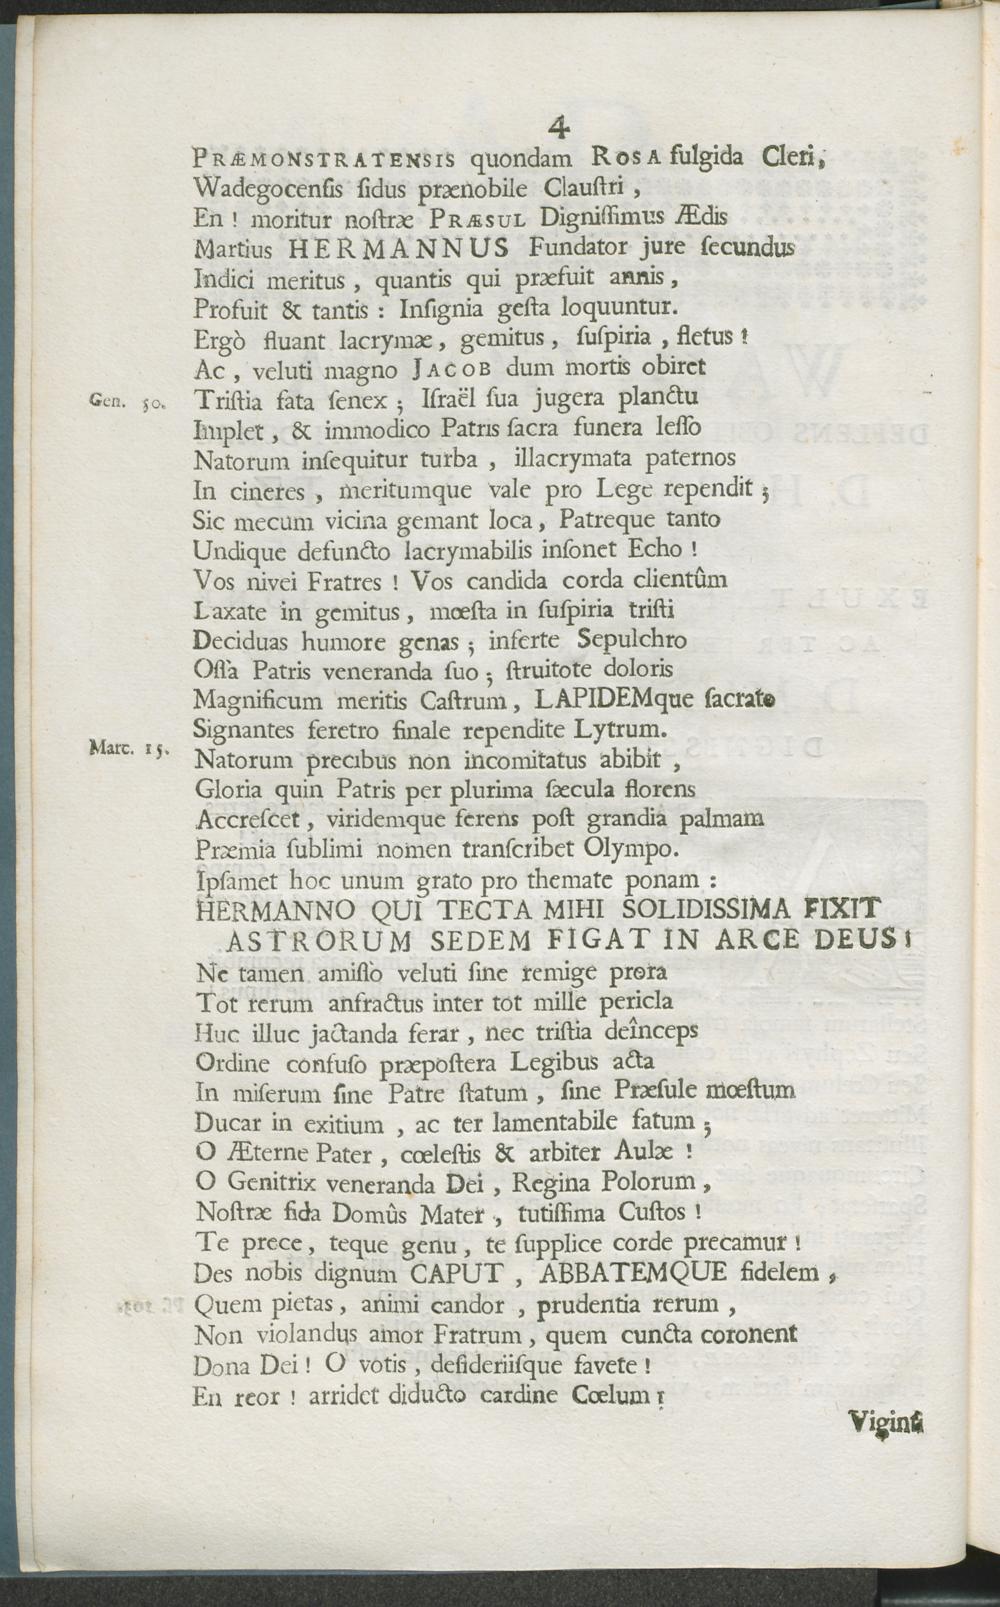 4
PRÆMONSTRATENSIS quondam ROSA fulgida Cleri,
Wadegocenſis ſidus prænobile Clauſtri ,
En ! moritur noſtræ PRÆSUL Digniſſimus Ædis
Martius HERMANNUS Fundator jure ſecundus
Indici meritus , quantis qui præfuit annis ,
Profuit & tantis : Inſignia geſta loquuntur.
Ergò fluant lacrymæ , gemitus , ſuſpiria , fletus !
Ac , veluti magno JACOB dum mortis obiret
Gen. 50. Triſtia fata ſenex ; Iſraël ſua jugera planctu
Implet , & immodico Patris ſacra funera leſſo
Natorum inſequitur turba , illacrymata paternos
In cineres , meritumque vale pro Lege rependit ;
Sic mecum vicina gemant loca , Patreque tanto
Undique defuncto lacrymabilis inſonet Echo !
Vos nivei Fratres ! Vos candida corda clientûm
Laxate in gemitus , mœſta in ſuſpiria triſti
Deciduas humore genas ; inferte Sepulchro
Oſſa Patris veneranda ſuo ; ſtruitote doloris
Magnificum meritis Caſtrum , LAPIDEMque ſacrato
Signantes feretro finale rependite Lytrum.
Marc. 15. Natorum precibus non incomitatus abibit ,
Gloria quin Patris per plurima ſæcula florens
Accreſcet , viridemque ferens poſt grandia palmam
Præmia ſublimi nomen tranſcribet Olympo.
Ipſamet hoc unum grato pro themate ponam :
HERMANNO QUI TECTA MIHI SOLIDISSIMA FIXIT
ASTRORUM SEDEM FIGAT IN ARCE DEUS !
Ne tamen amiſſo veluti ſine remige prora
Tot rerum anfractus inter tot mille pericla
Huc illuc jactanda ferar , nec triſtia deînceps
Ordine confuſo præpoſtera Legibus acta
In miſerum ſine Patre ſtatum , ſine Præſule mœſtum
Ducar in exitium , ac ter lamentabile fatum ;
O Æterne Pater , cœleſtis & arbiter Aulæ !
O Genitrix veneranda Dei , Regina Polorum ,
Noſtræ fida Domûs Mater , tutiſſima Cuſtos !
Te prece , teque genu , te ſupplice corde precamur !
Des nobis dignum CAPUT , ABBATEMQUE fidelem ,
Quem pietas , animi candor , prudentia rerum ,
Non violandus amor Fratrum , quem cuncta coronent
Dona Dei ! O votis , deſideriiſque favete !
En reor ! arridet diducto cardine Cœlum !
Viginti